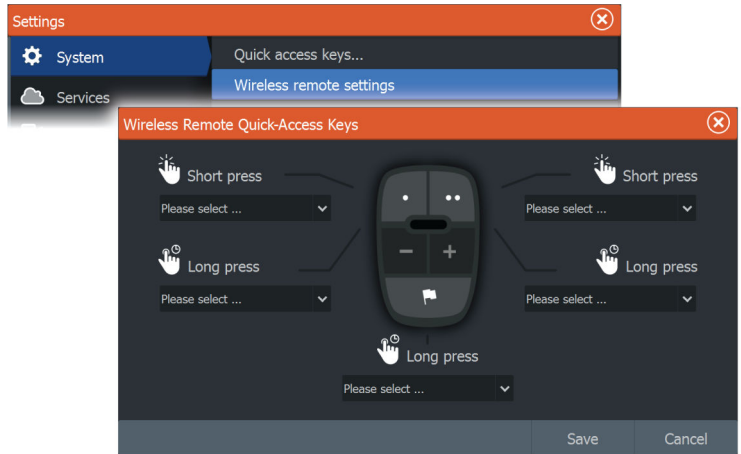 Settings
System
Quick access keys...
Wireless remote settings
Services
Wireless Remote Quick-Access Keys
Short press
Short press
Please select ...
Please select ...
Long press
Long press
Please select ...
Please select ...
Long press
Please select ...
Save
Cancel